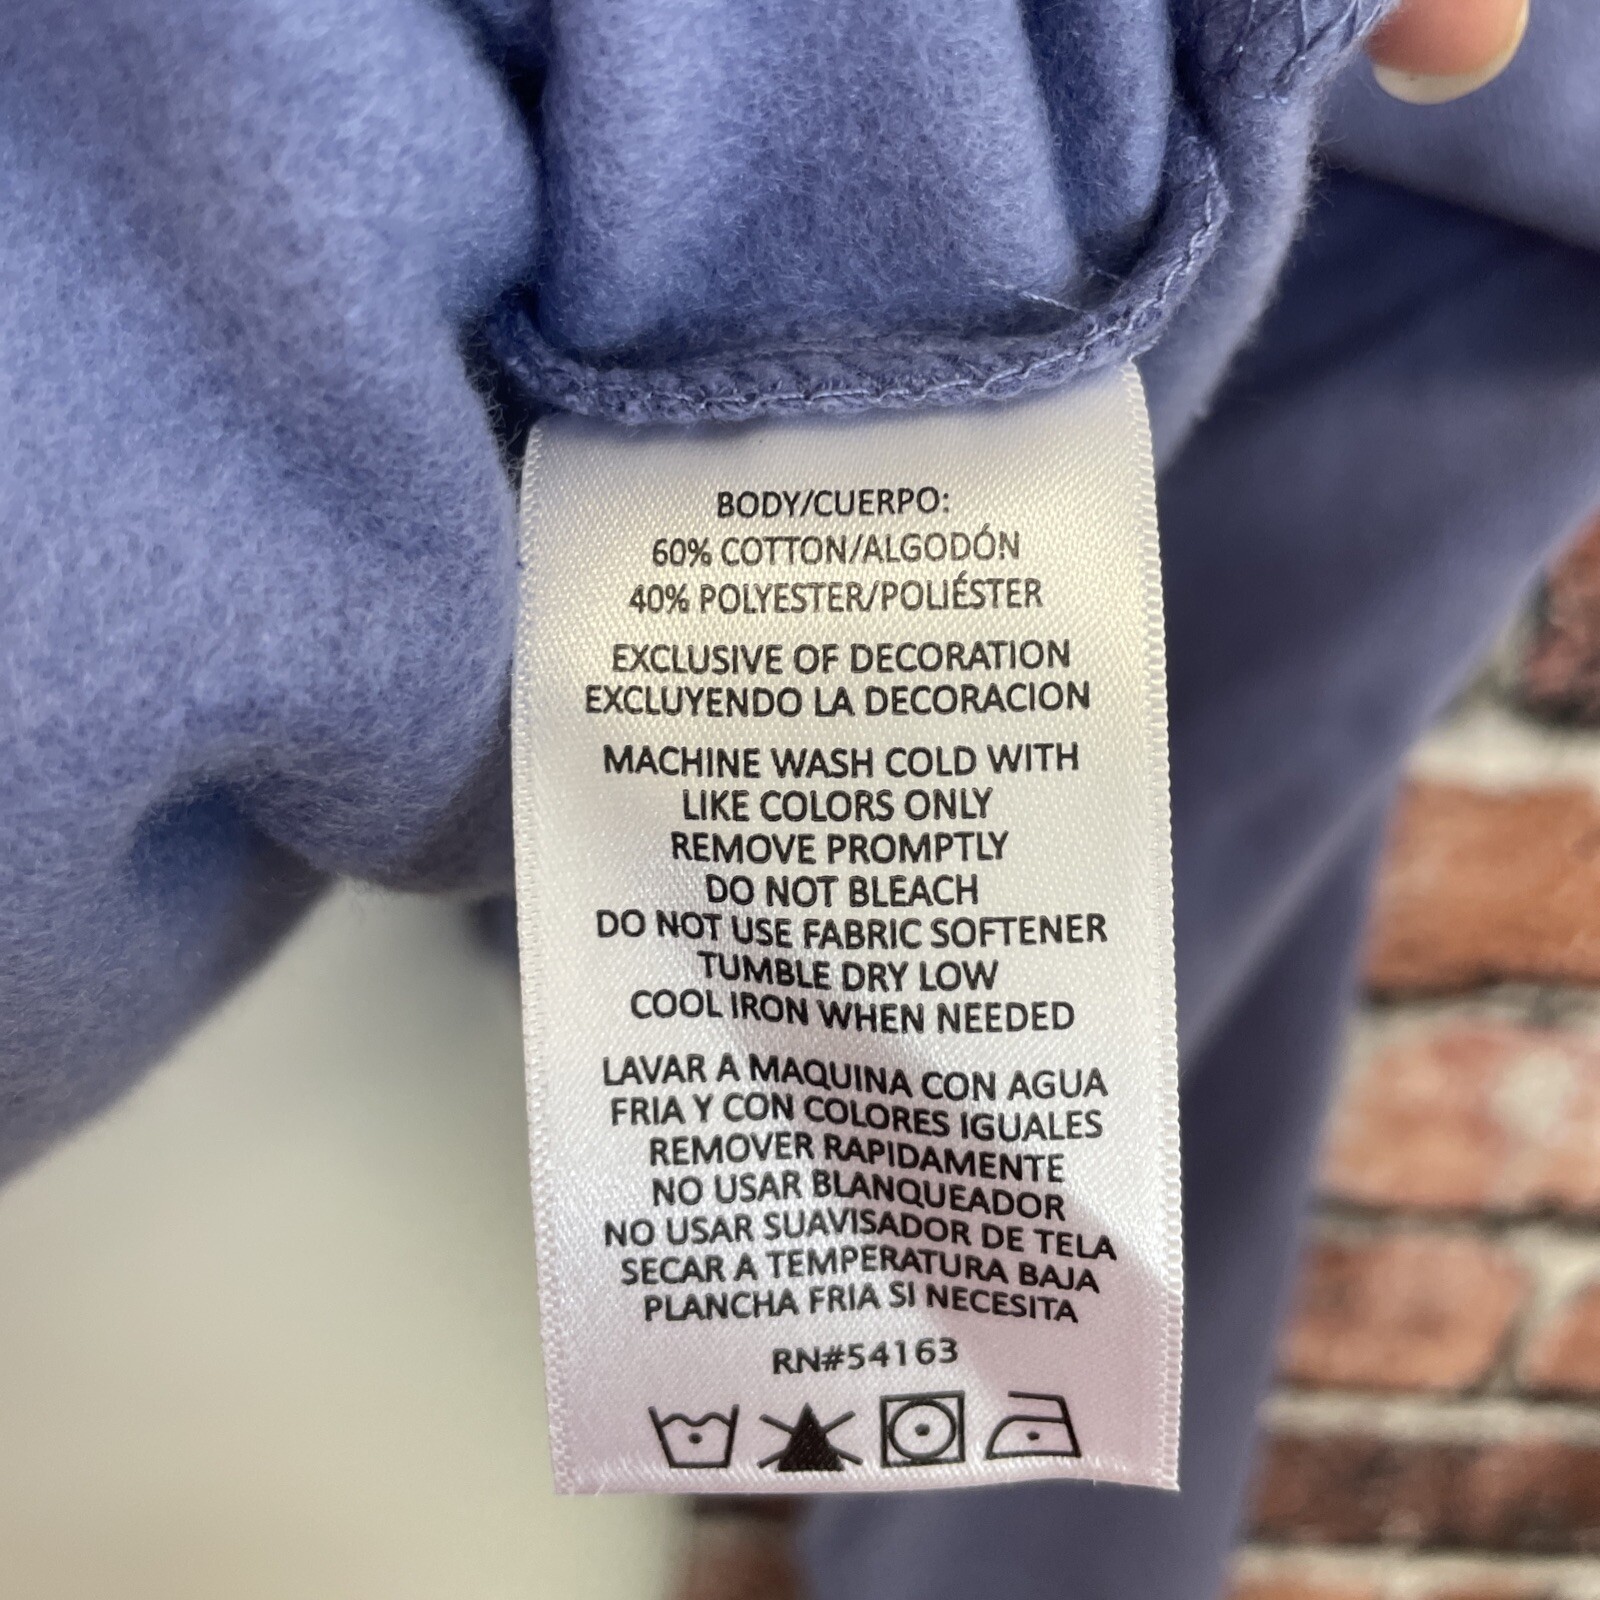 BODY/CUERPO:
60% COTTON/ALGODÓN
40% POLYESTER/POLIÉSTER
EXCLUSIVE OF DECORATION
EXCLUYENDO LA DECORACION
MACHINE WASH COLD WITH
LIKE COLORS ONLY
REMOVE PROMPTLY
DO NOT BLEACH
DO NOT USE FABRIC SOFTENER
TUMBLE DRY LOW
COOL IRON WHEN NEEDED
LAVAR A MAQUINA CON AGUA
FRIA Y CON COLORES IGUALES
REMOVER RAPIDAMENTE
NO USAR BLANQUEADOR
NO USAR SUAVISADOR DE TELA
SECAR A TEMPERATURA BAJA
PLANCHA FRIA SI NECESITA
RN#54163